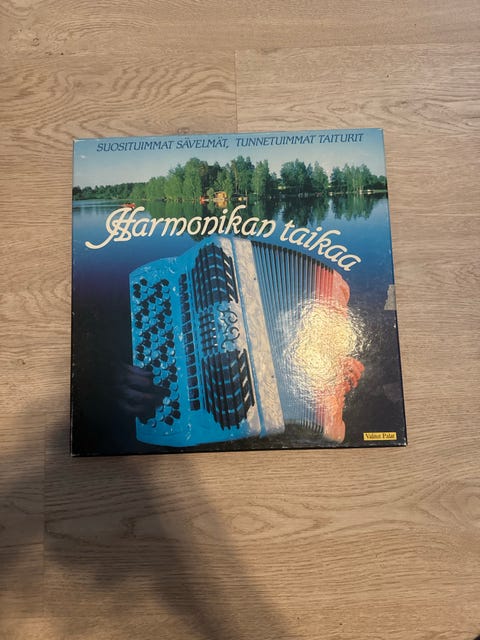 SUOSITUIMMAT SÄVELMÄT, TUNNETUIMMAT TAITURIT
Harmonikan taikaa
Valitut Palat